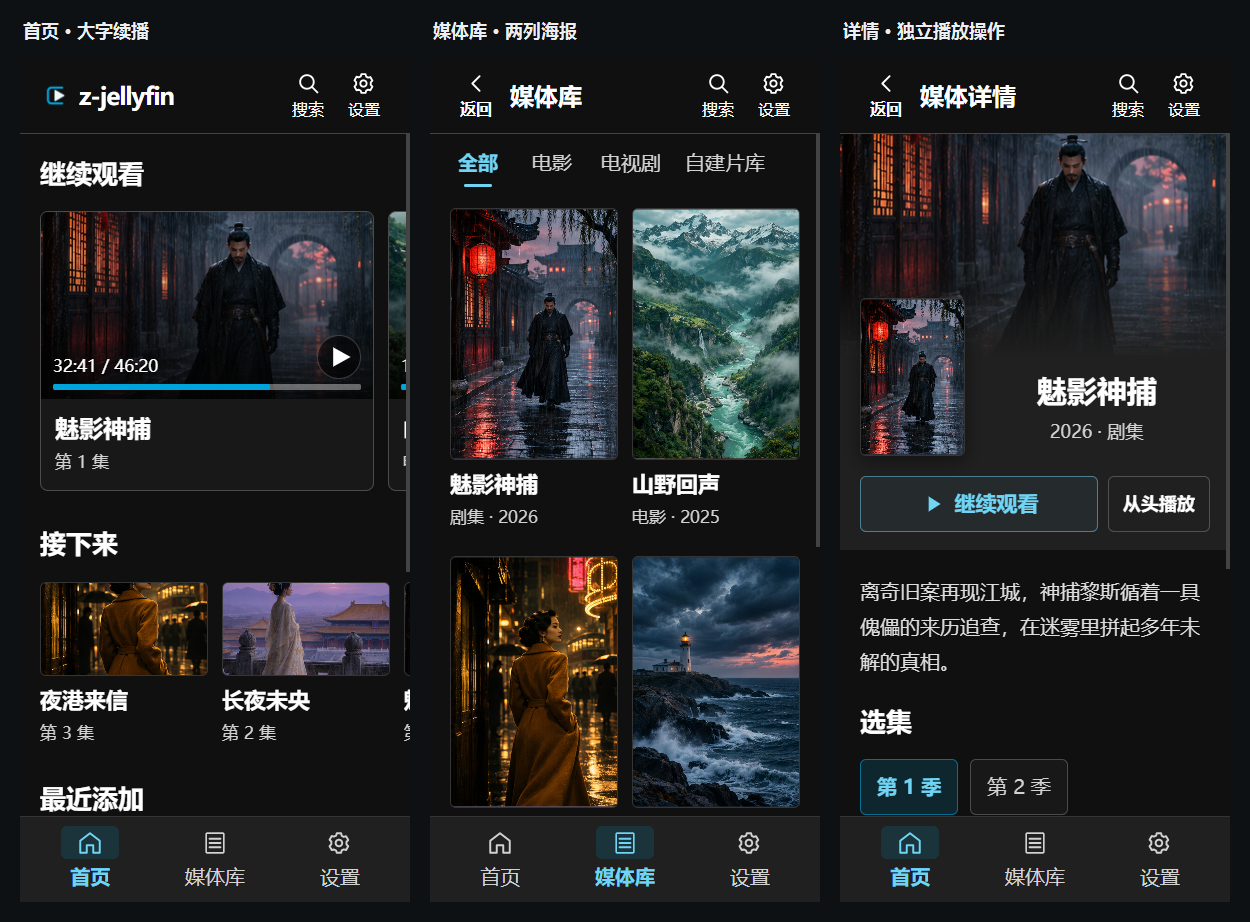 首页 • 大字续播
z-jellyfin
搜索
设置
继续观看
32:41 / 46:20
魅影神捕
第 1 集
接下来
夜港来信
第 3 集
长夜未央
第 2 集
最近添加
首页
媒体库
设置
媒体库 • 两列海报
返回
媒体库
搜索
设置
全部
电影
电视剧
自建片库
魅影神捕
剧集 · 2026
山野回声
电影 · 2025
首页
媒体库
设置
详情 • 独立播放操作
返回
媒体详情
搜索
设置
魅影神捕
2026 · 剧集
继续观看
从头播放
离奇旧案再现江城，神捕黎斯循着一具
傀儡的来历追查，在迷雾里拼起多年未
解的真相。
选集
第 1 季
第 2 季
首页
媒体库
设置